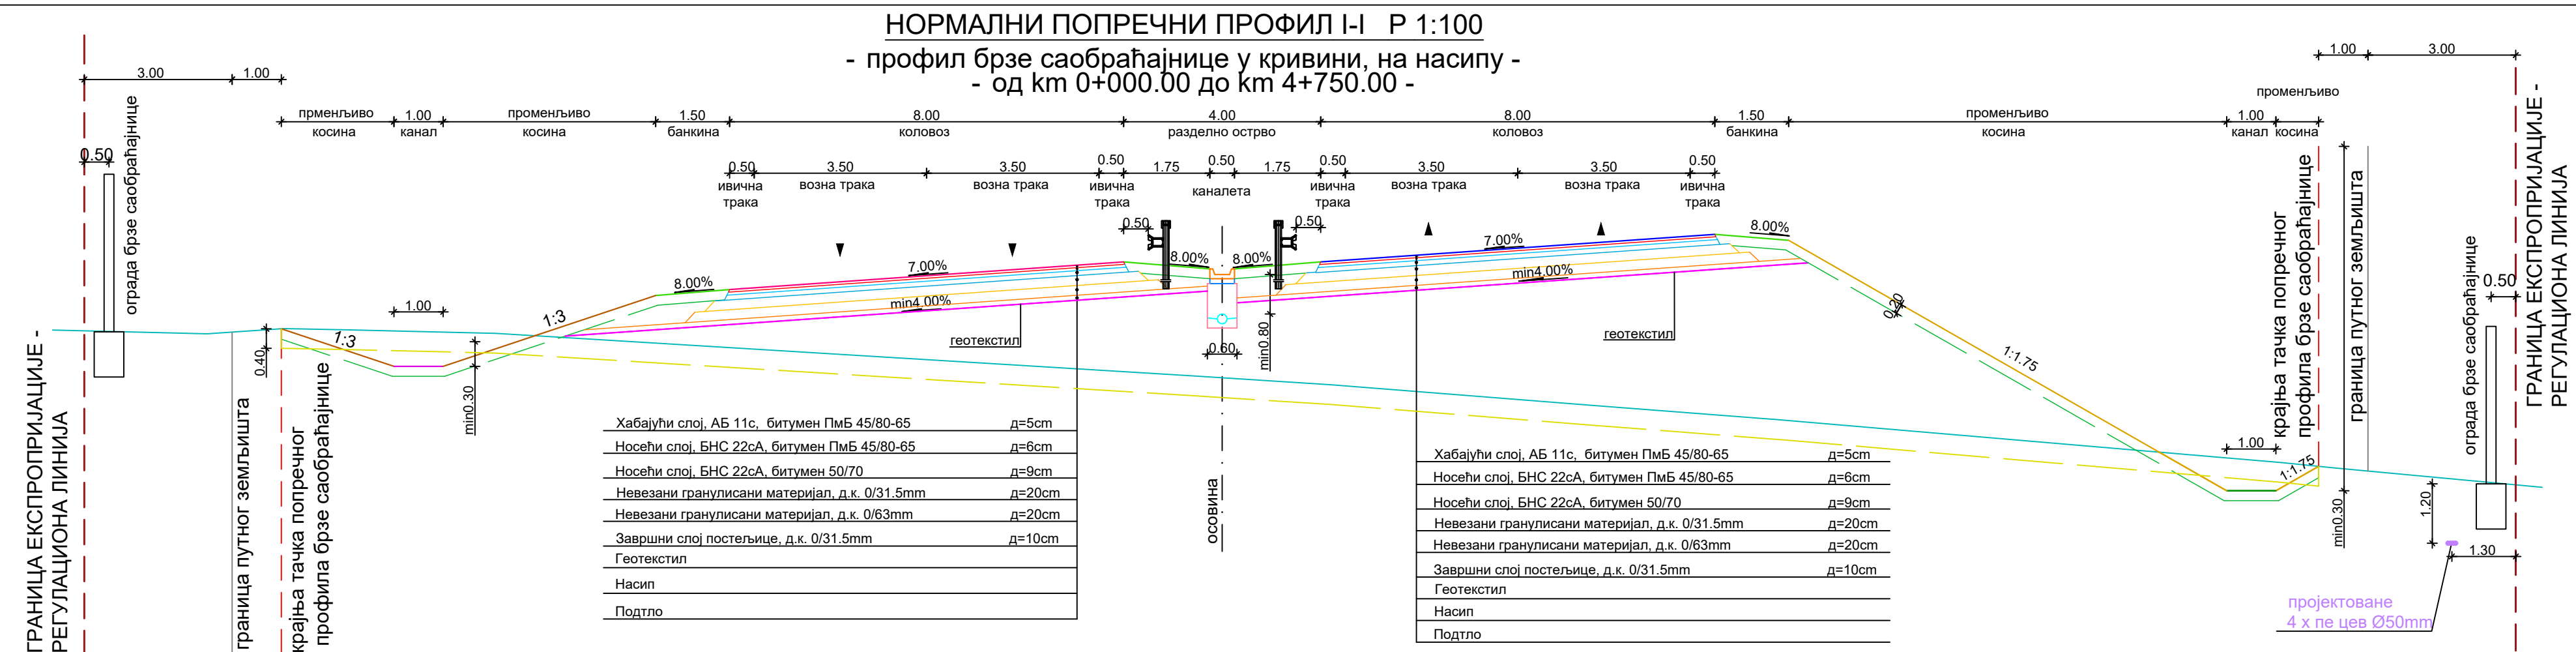 НОРМАЛНИ ПОПРЕЧНИ ПРОФИЛ I-I   Р 1:100
- профил брзе саобраћајнице у кривини, на насипу -
- од km 0+000.00 до km 4+750.00 -
3.00 1.00
1.00 3.00
прменљиво 1.00 променљиво 1.50 8.00 4.00 8.00 1.50 променљиво 1.00 променљиво
косина канал косина банкина коловоз разделно острво коловоз банкина косина канал косина
0.50 3.50 3.50 0.50 1.75 0.50 1.75 0.50 3.50 3.50 0.50
ивична трака
возна трака
возна трака
ивична трака
каналета
ивична трака
возна трака
возна трака
ивична трака
0.50
0.50
0.50
0.50
8.00%
7.00%
8.00%
8.00%
7.00%
8.00%
min4.00%
min4.00%
1:3
1.00
1:3
0.40
min0.30
геотекстил
0.60
min0.80
геотекстил
0.20
1:1.75
1.00
1:1.75
min0.30
1.20
1.30
ГРАНИЦА ЕКСПРОПРИЈАЦИЈЕ -
РЕГУЛАЦИОНА ЛИНИЈА
ограда брзе саобраћајнице
граница путног земљишта
крајња тачка попречног
профила брзе саобраћајнице
осовина
крајња тачка попречног
профила брзе саобраћајнице
граница путног земљишта
ограда брзе саобраћајнице
ГРАНИЦА ЕКСПРОПРИЈАЦИЈЕ -
РЕГУЛАЦИОНА ЛИНИЈА
Хабајући слој, АБ 11с,  битумен ПмБ 45/80-65 д=5cm
Носећи слој, БНС 22сА, битумен ПмБ 45/80-65 д=6cm
Носећи слој, БНС 22сА, битумен 50/70 д=9cm
Невезани гранулисани материјал, д.к. 0/31.5mm д=20cm
Невезани гранулисани материјал, д.к. 0/63mm д=20cm
Завршни слој постељице, д.к. 0/31.5mm д=10cm
Геотекстил
Насип
Подтло
Хабајући слој, АБ 11с,  битумен ПмБ 45/80-65 д=5cm
Носећи слој, БНС 22сА, битумен ПмБ 45/80-65 д=6cm
Носећи слој, БНС 22сА, битумен 50/70 д=9cm
Невезани гранулисани материјал, д.к. 0/31.5mm д=20cm
Невезани гранулисани материјал, д.к. 0/63mm д=20cm
Завршни слој постељице, д.к. 0/31.5mm д=10cm
Геотекстил
Насип
Подтло
пројектоване
4 x пе цев Ø50mm